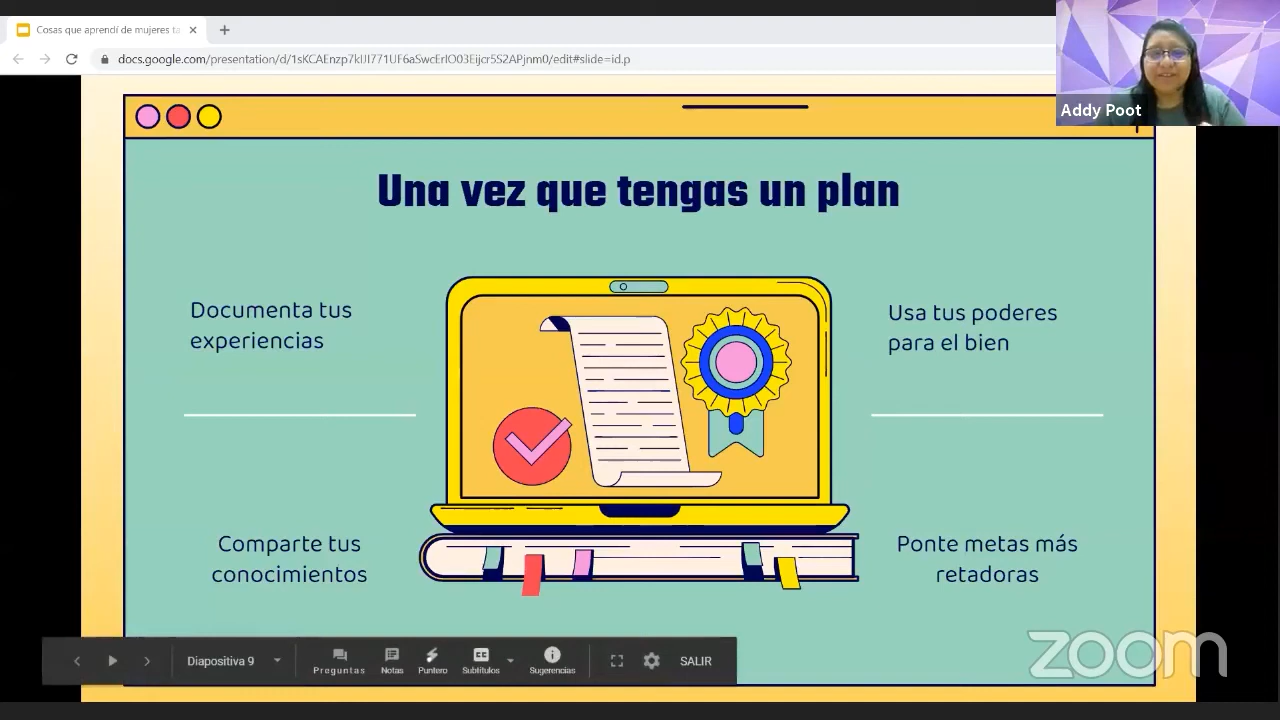 Cosas que aprendí de mujeres ta
docs.google.com/presentation/d/1sKCAEnzp7klJI771UF6aSwcErlO03Eijcr5S2APjnm0/edit#slide=id.p
Addy Poot
Una vez que tengas un plan
Documenta tus
experiencias
Usa tus poderes
para el bien
Comparte tus
conocimientos
Ponte metas más
retadoras
Diapositiva 9
Preguntas
Notas
Puntero
Subtítulos
Sugerencias
SALIR
zoom